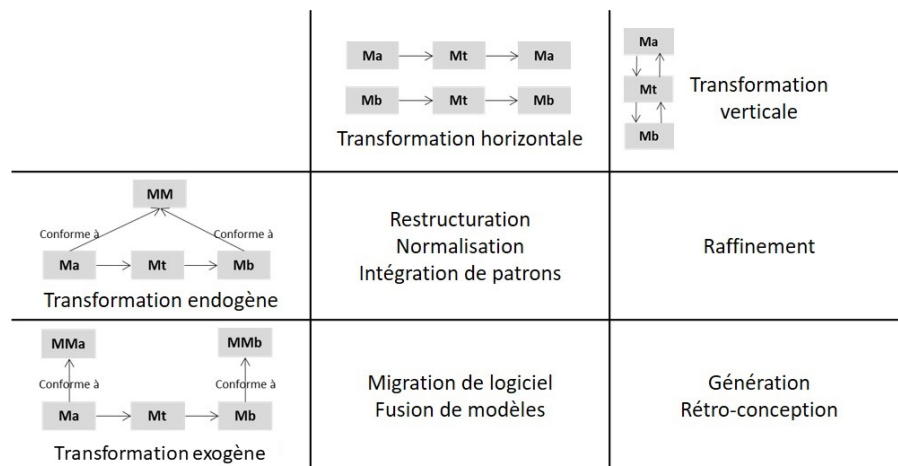 Ma Mt Ma
Mb Mt Mb
Transformation horizontale
Ma
Mt
Mb
Transformation
verticale
MM
Conforme à Conforme à
Ma Mt Mb
Transformation endogène
Restructuration
Normalisation
Intégration de patrons
Raffinement
MMa MMb
Conforme à Conforme à
Ma Mt Mb
Transformation exogène
Migration de logiciel
Fusion de modèles
Génération
Rétro-conception